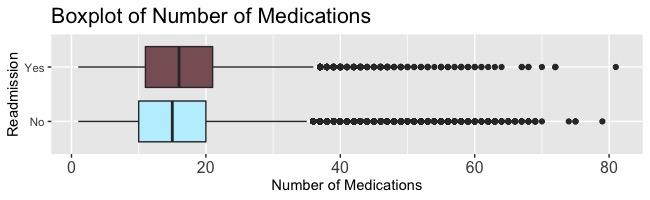 Boxplot of Number of Medications
Readmission
Yes
No
0 20 40 60 80
Number of Medications